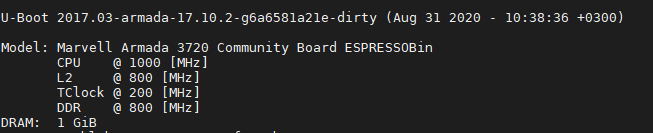 U-Boot 2017.03-armada-17.10.2-g6a6581a21e-dirty (Aug 31 2020 - 10:38:36 +0300)
Model: Marvell Armada 3720 Community Board ESPRESSOBin
CPU @ 1000 [MHz]
L2 @ 800 [MHz]
TClock @ 200 [MHz]
DDR @ 800 [MHz]
DRAM: 1 GiB